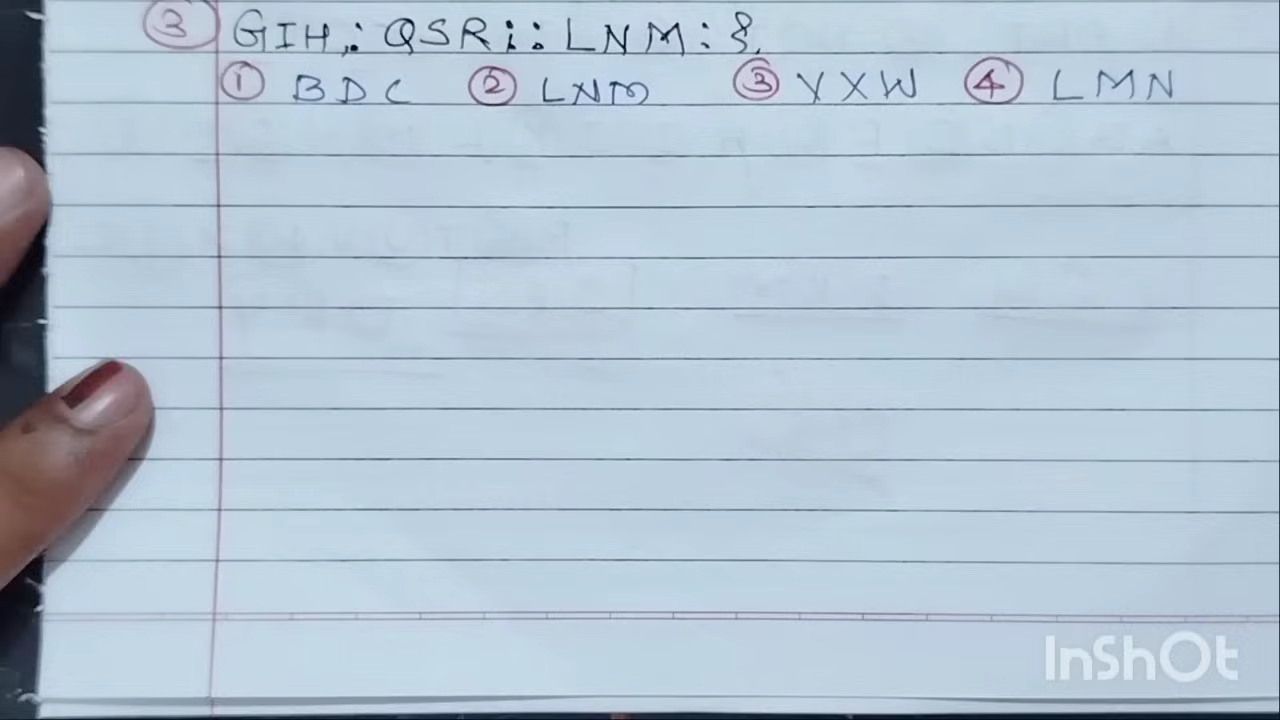 ③ GIH : QSR :: LNM : ?
① BDC ② LNM ③ YXW ④ LMN
InShOt